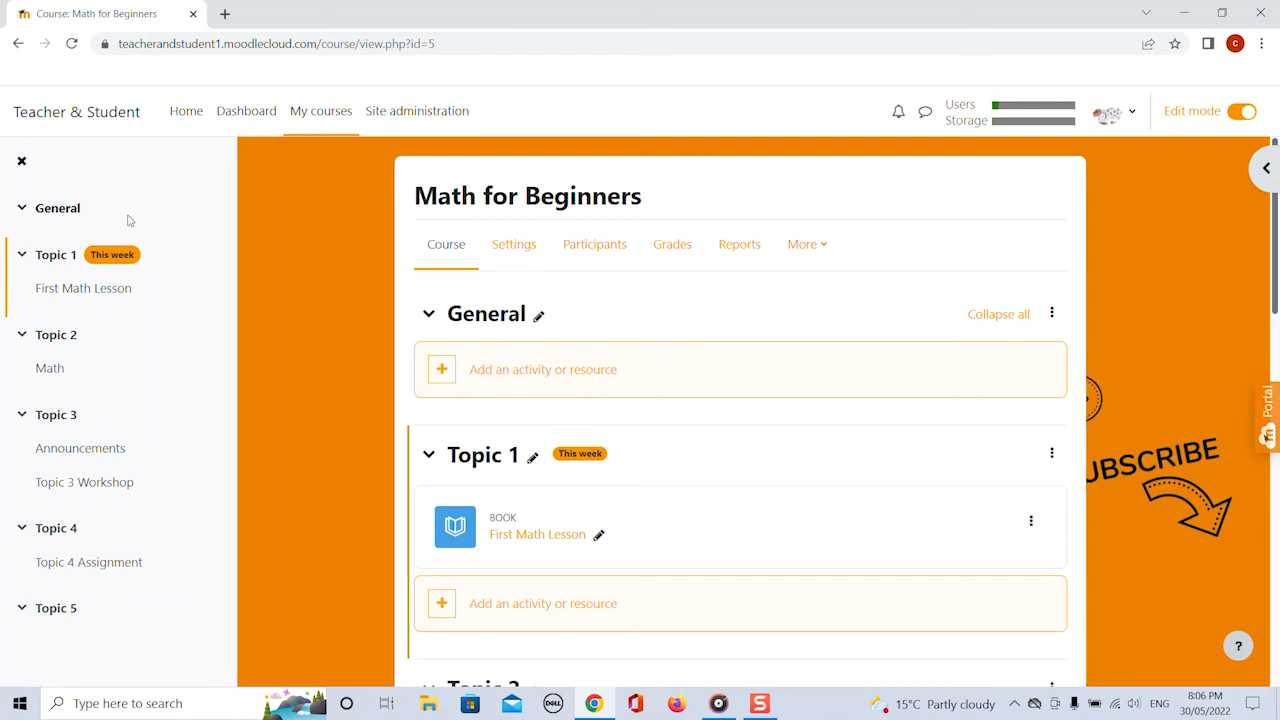 Course: Math for Beginners
teacherandstudent1.moodlecloud.com/course/view.php?id=5
C
Teacher & Student
Home
Dashboard
My courses
Site administration
Users
Storage
Edit mode
General
Topic 1
This week
First Math Lesson
Topic 2
Math
Topic 3
Announcements
Topic 3 Workshop
Topic 4
Topic 4 Assignment
Topic 5
Math for Beginners
Course
Settings
Participants
Grades
Reports
More
General
Collapse all
Add an activity or resource
Topic 1
This week
BOOK
First Math Lesson
Add an activity or resource
Topic 2
UBSCRIBE
Portal
?
Type here to search
DELL
S
15°C Partly cloudy
ENG
8:06 PM
30/05/2022